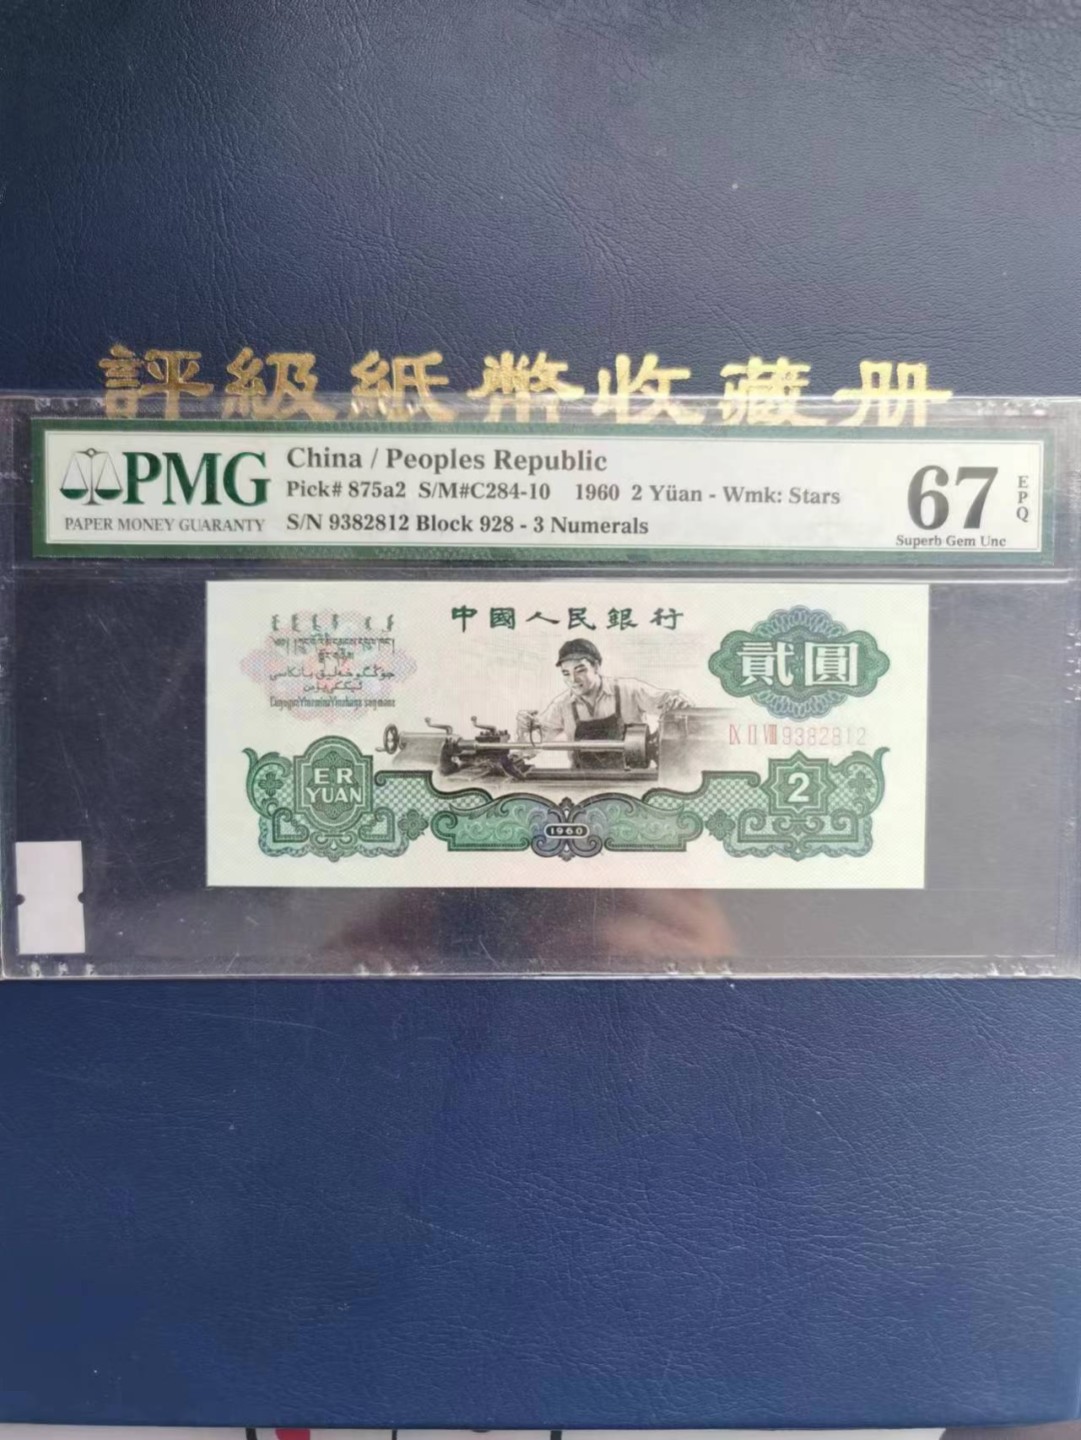 評級紙幣收藏册
PMG
PAPER MONEY GUARANTY
China / Peoples Republic
Pick# 875a2 S/M#C284-10 1960 2 Yüan - Wmk: Stars
S/N 9382812 Block 928 - 3 Numerals
67
EPQ
Superb Gem Unc
中國人民銀行
貳圓
IX II VIII 9382812
ER
YUAN
2
1960